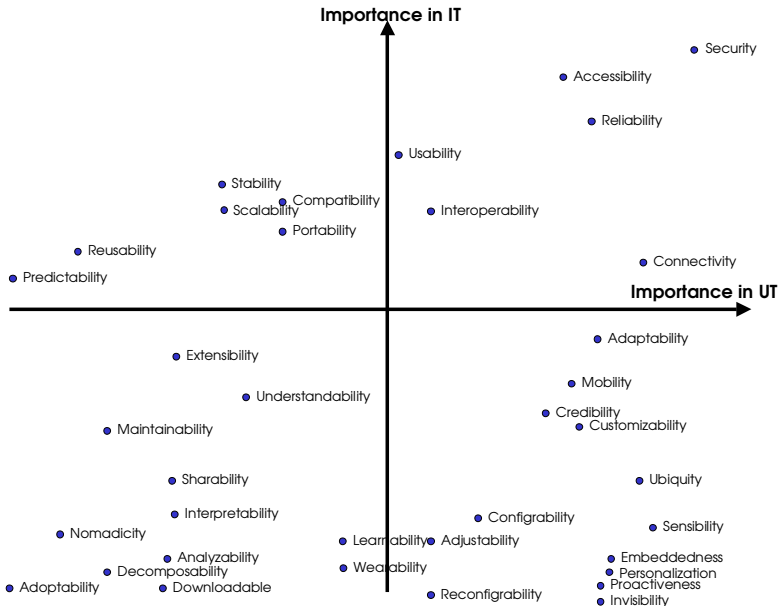 Importance in IT
Security
Accessibility
Reliability
Usability
Stability
Compatibility
Scalability
Interoperability
Portability
Reusability
Connectivity
Predictability
Importance in UT
Adaptability
Extensibility
Mobility
Understandability
Credibility
Customizability
Maintainability
Sharability
Ubiquity
Interpretability
Configrability
Sensibility
Nomadicity
Learnability
Adjustability
Analyzability
Embeddedness
Wearability
Decomposability
Personalization
Proactiveness
Adoptability
Downloadable
Reconfigrability
Invisibility